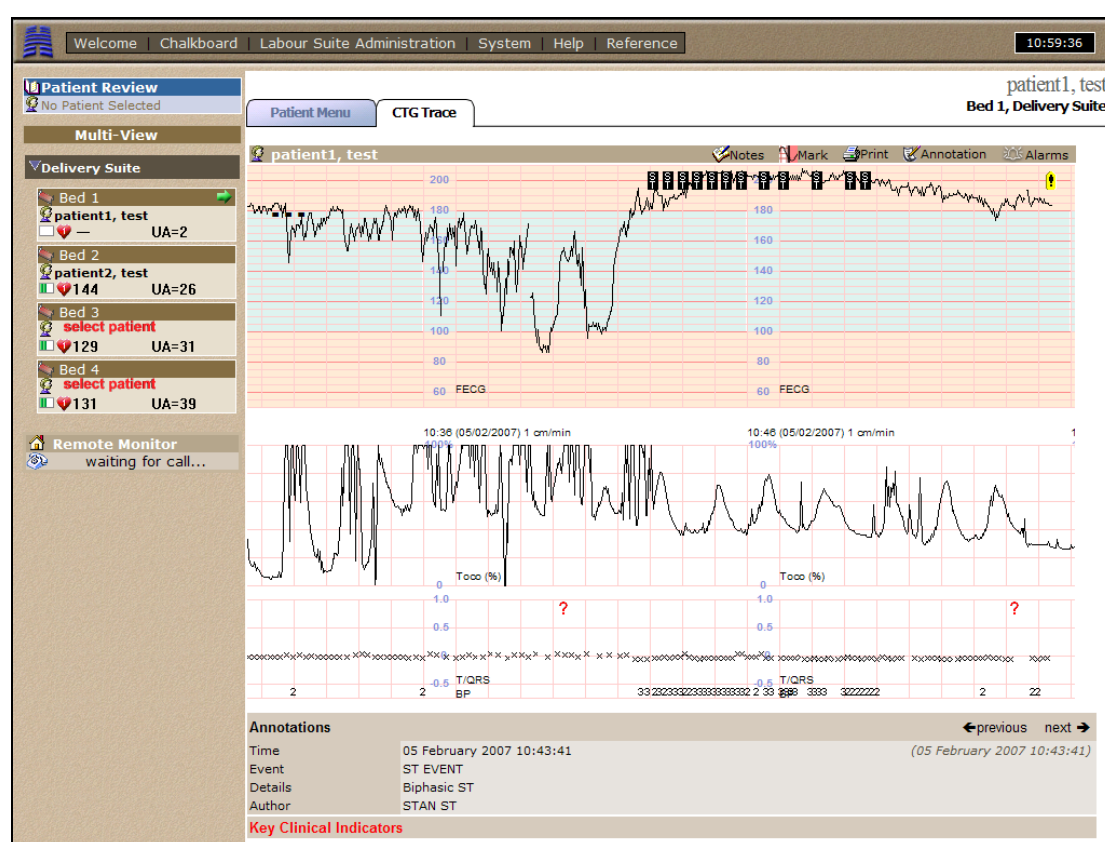 Welcome | Chalkboard | Labour Suite Administration | System | Help | Reference
10:59:36
Patient Review
No Patient Selected
Multi-View
Delivery Suite
Bed 1
patient1, test
— UA=2
Bed 2
patient2, test
144 UA=26
Bed 3
select patient
129 UA=31
Bed 4
select patient
131 UA=39
Remote Monitor
waiting for call...
patient1, test
Bed 1, Delivery Suite
Patient Menu CTG Trace
patient1, test Notes Mark Print Annotation Alarms
200
180 180
160 160
140 140
120 120
100 100
80 80
60 FECG 60 FECG
10:36 (05/02/2007) 1 cm/min 10:46 (05/02/2007) 1 cm/min 1
100% 100%
0 Toco (%) 0 Toco (%)
1.0 ? 1.0 ?
0.5 0.5
-0.5 T/QRS -0.5 T/QRS
BP
Annotations previous next
Time 05 February 2007 10:43:41 (05 February 2007 10:43:41)
Event ST EVENT
Details Biphasic ST
Author STAN ST
Key Clinical Indicators